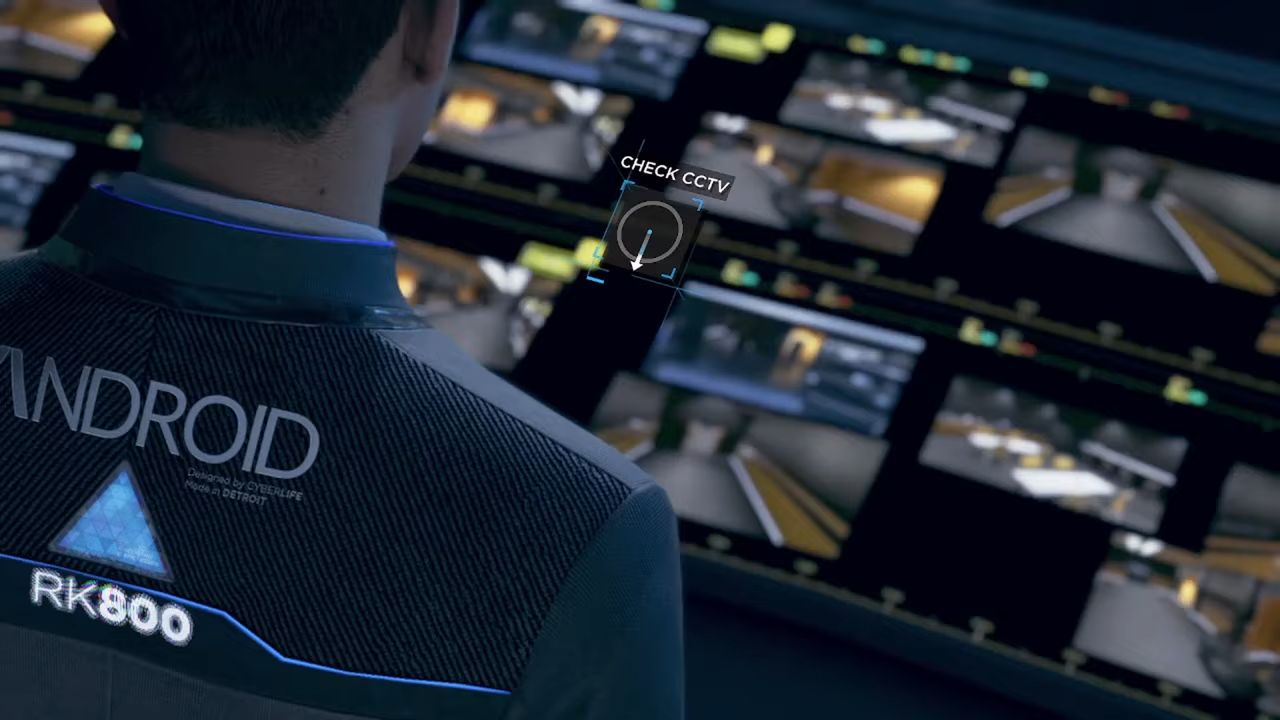 CHECK CCTV
ANDROID
Designed by CYBERLIFE
Made in DETROIT
RK800